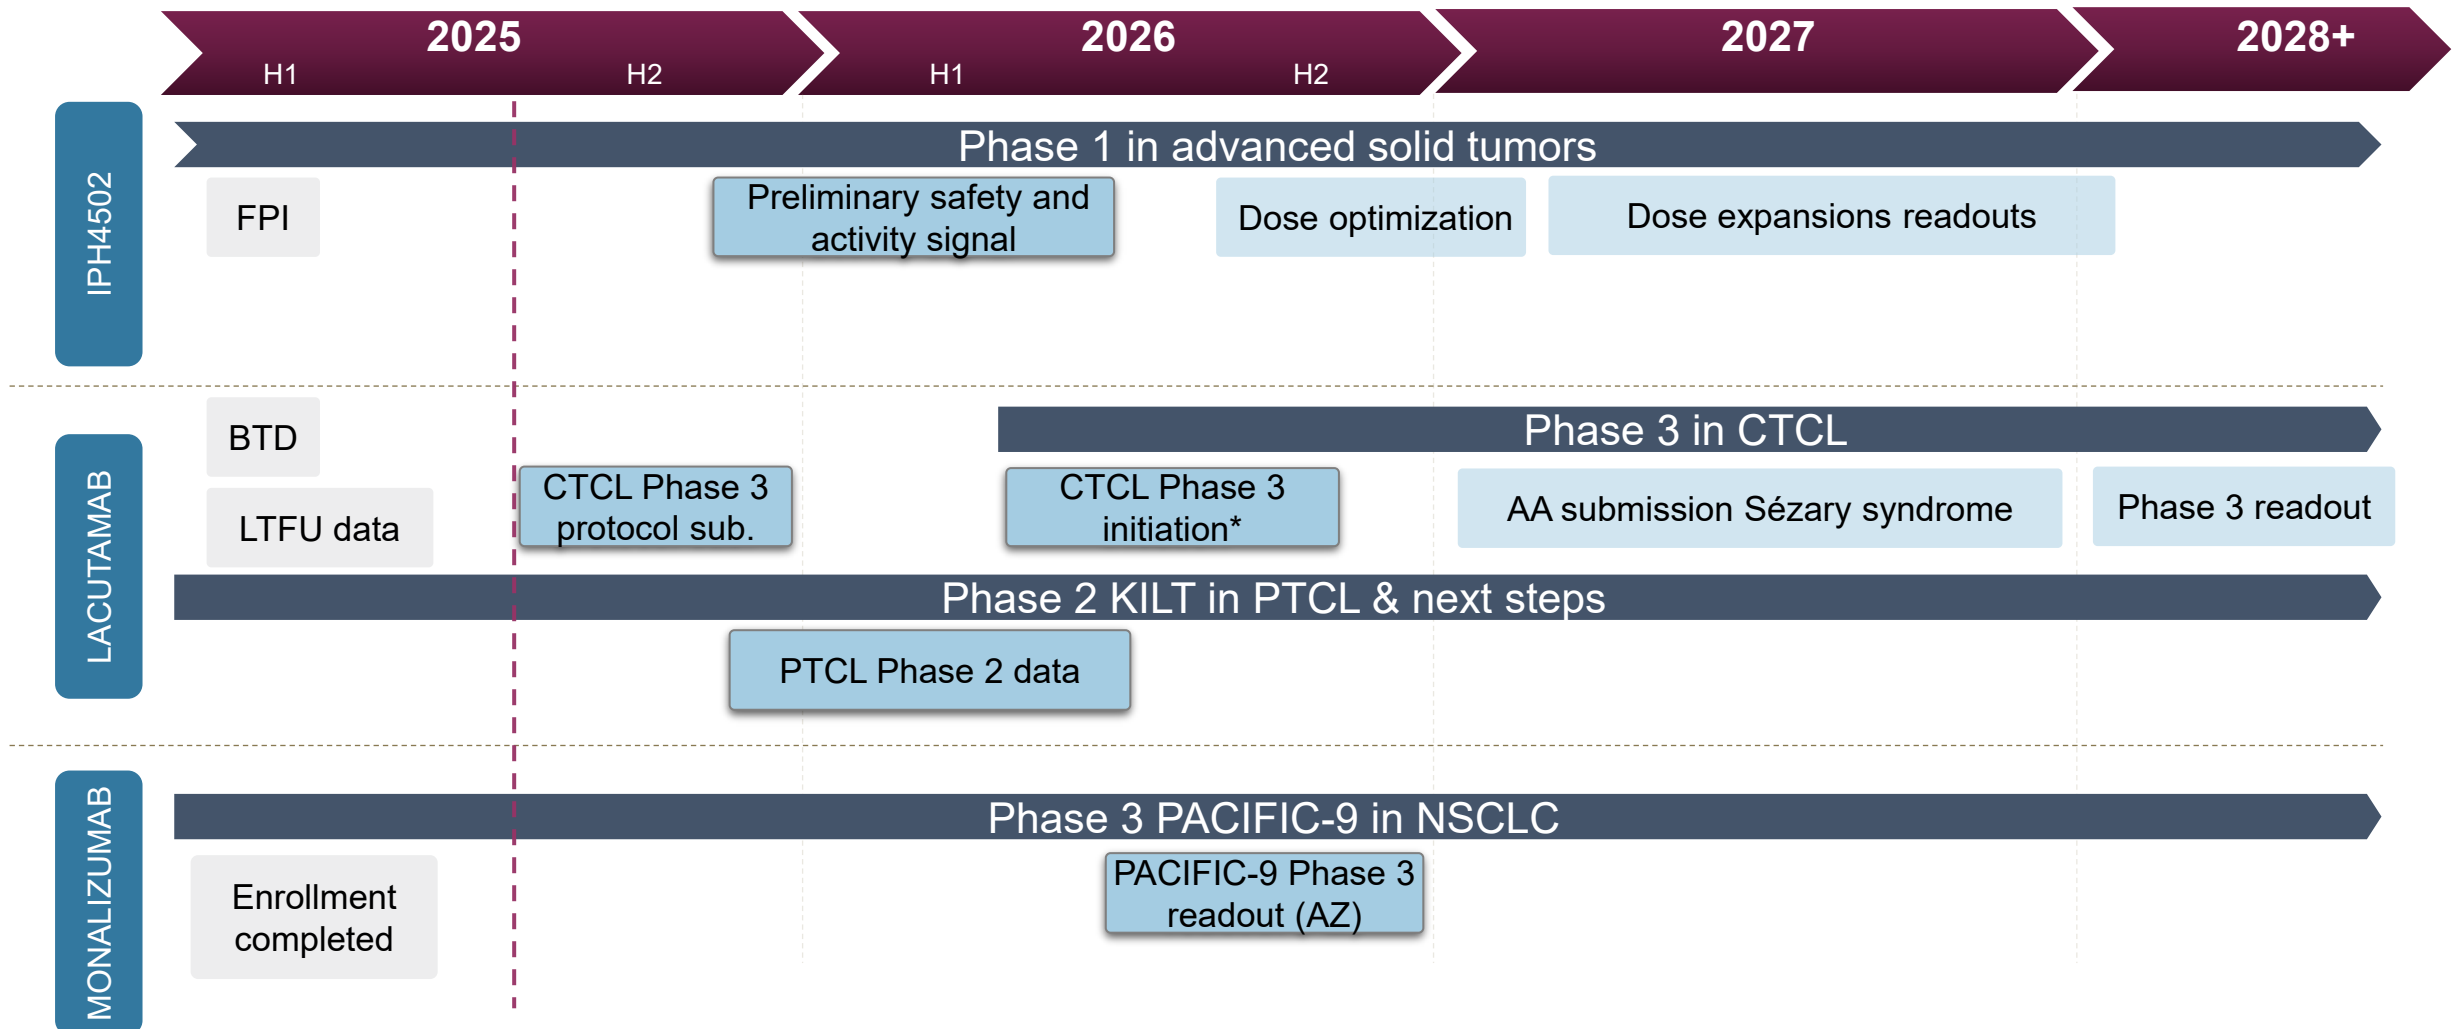 2025
2026
2027
2028+
H1
H2
H1
H2
IPH4502
Phase 1 in advanced solid tumors
FPI
Preliminary safety and
activity signal
Dose optimization
Dose expansions readouts
LACUTAMAB
BTD
Phase 3 in CTCL
LTFU data
CTCL Phase 3
protocol sub.
CTCL Phase 3
initiation*
AA submission Sézary syndrome
Phase 3 readout
Phase 2 KILT in PTCL & next steps
PTCL Phase 2 data
MONALIZUMAB
Phase 3 PACIFIC-9 in NSCLC
Enrollment
completed
PACIFIC-9 Phase 3
readout (AZ)